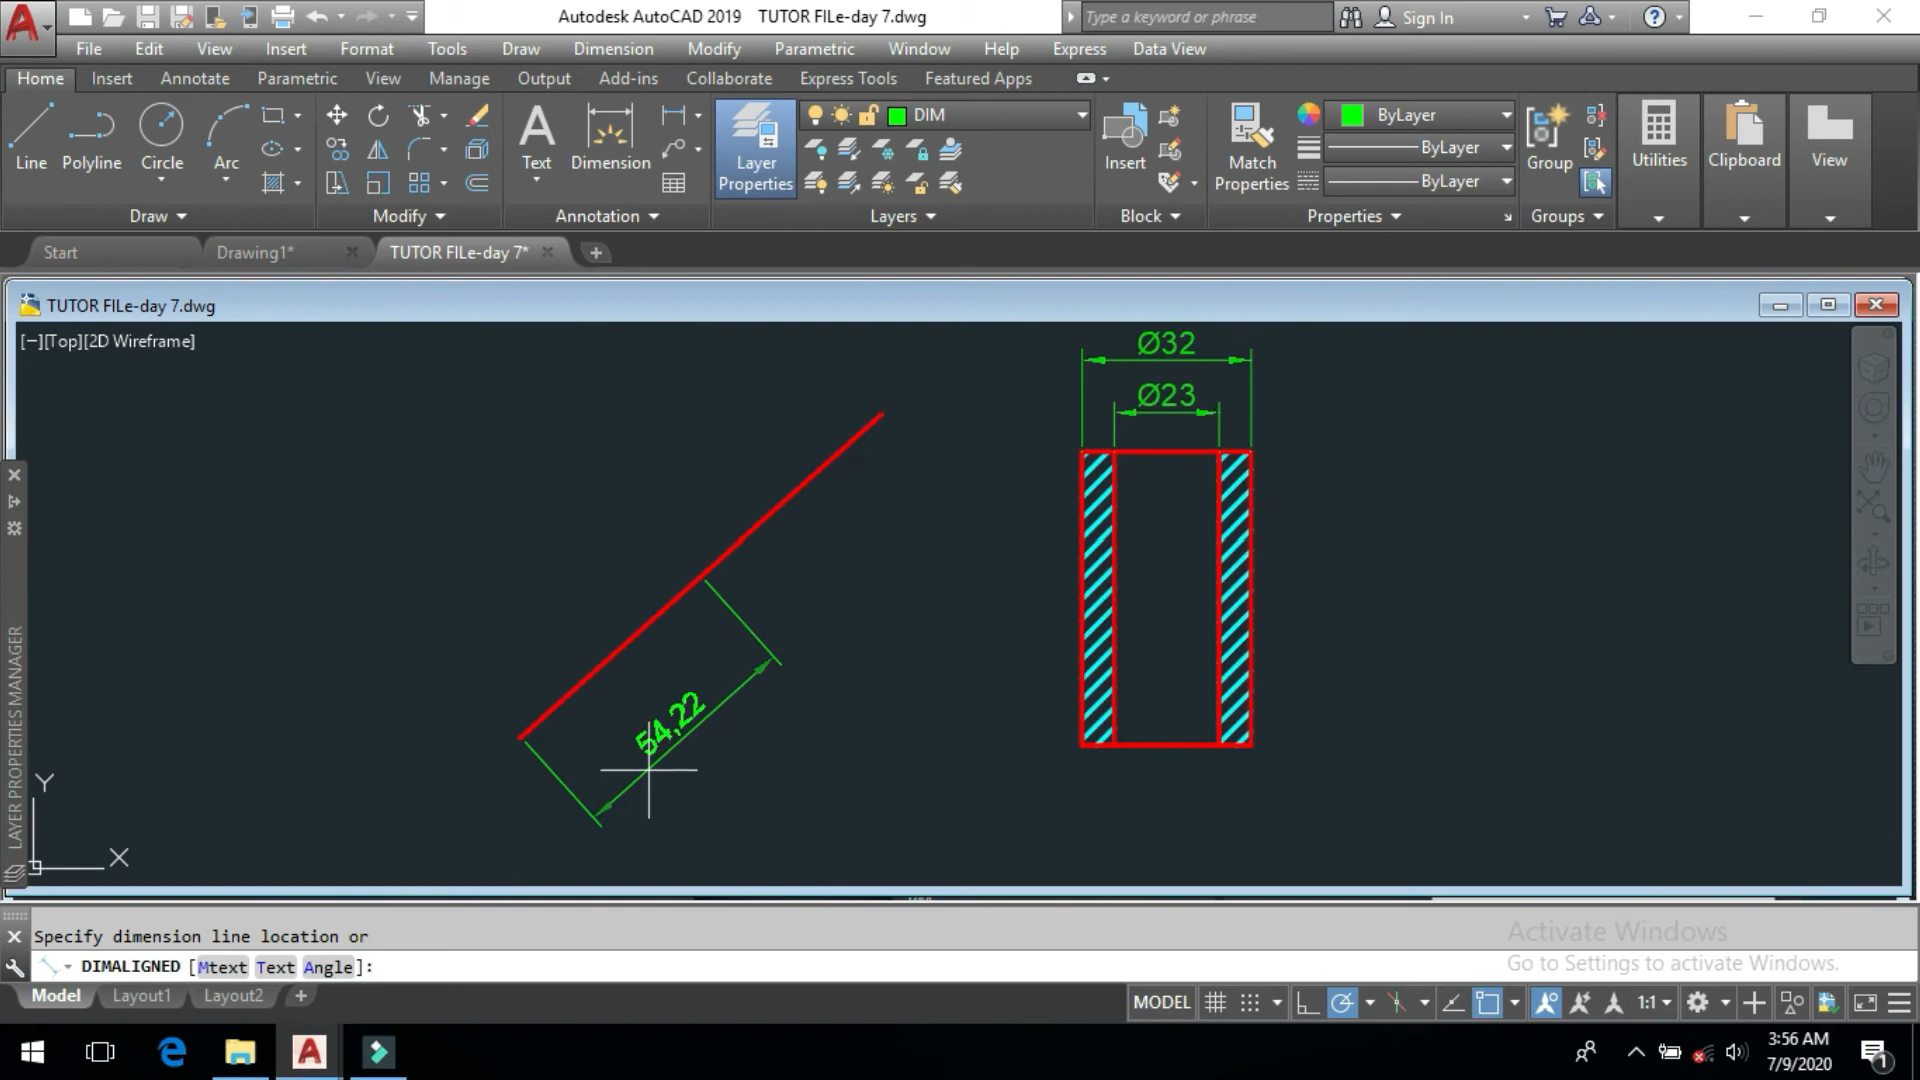 Autodesk AutoCAD 2019 TUTOR FILe-day 7.dwg
Type a keyword or phrase
Sign In
File Edit View Insert Format Tools Draw Dimension Modify Parametric Window Help Express Data View
Home Insert Annotate Parametric View Manage Output Add-ins Collaborate Express Tools Featured Apps
Line Polyline Circle Arc
Text Dimension
Layer Properties
DIM
Insert
Match Properties
ByLayer
ByLayer
ByLayer
Group
Utilities Clipboard View
Draw Modify Annotation Layers Block Properties Groups
Start Drawing1* TUTOR FILe-day 7*
TUTOR FILe-day 7.dwg
[−][Top][2D Wireframe]
Ø32
Ø23
54,22
LAYER PROPERTIES MANAGER
Y
X
Specify dimension line location or
DIMALIGNED [Mtext Text Angle]:
Activate Windows
Go to Settings to activate Windows.
Model Layout1 Layout2
MODEL
1:1
3:56 AM
7/9/2020
1